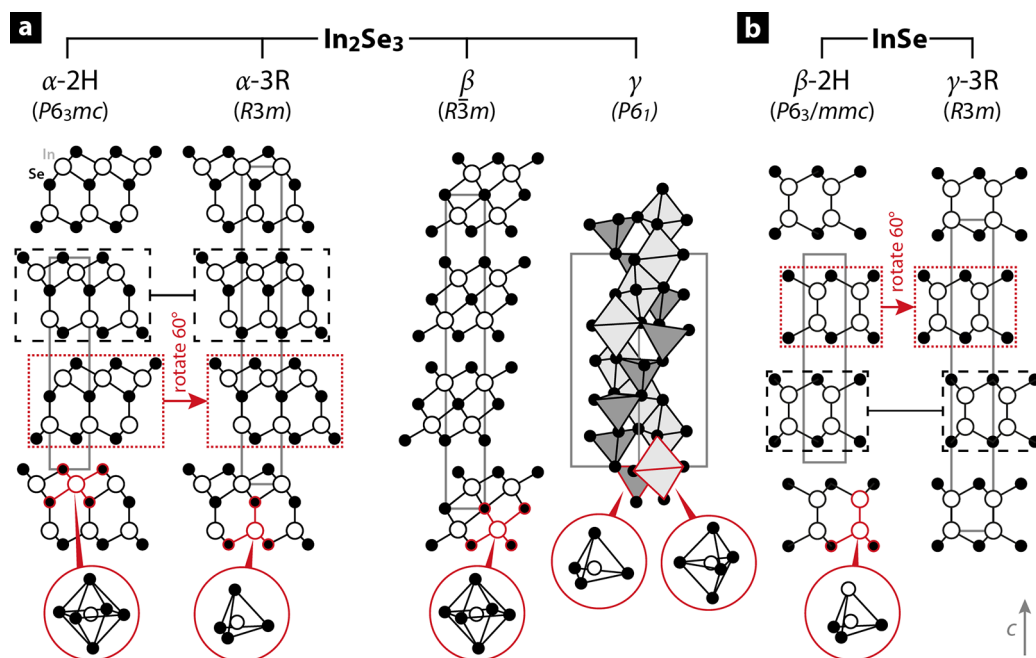 a
In₂Se₃
α-2H
(P6₃mc)
α-3R
(R3m)
β
(R3̅m)
γ
(P6₁)
In
Se
rotate 60°
b
InSe
β-2H
(P6₃/mmc)
γ-3R
(R3m)
rotate 60°
c